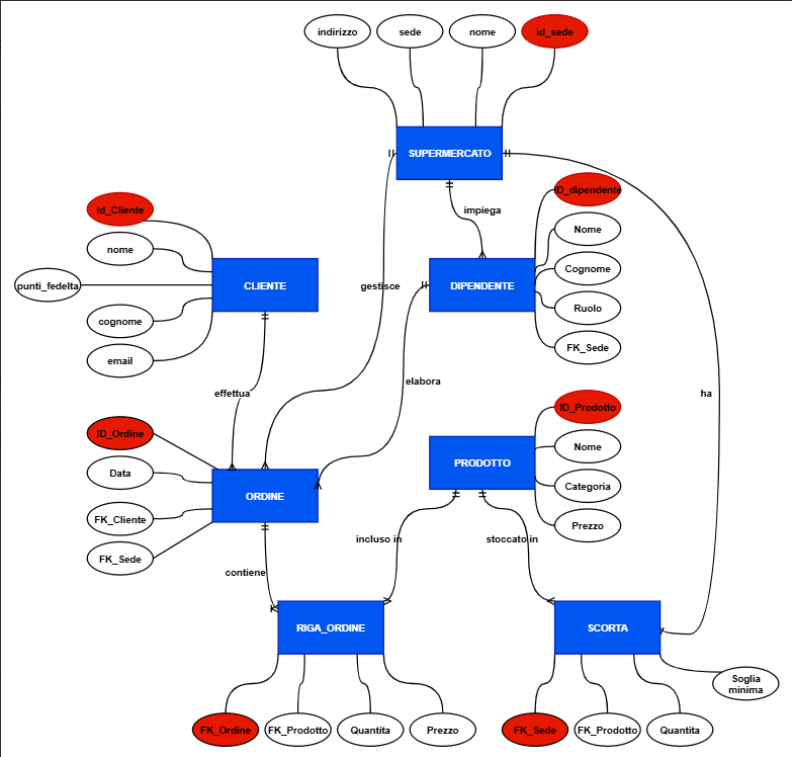 indirizzo
sede
nome
id_sede
SUPERMERCATO
ID_dipendente
id_Cliente
impiega
Nome
nome
Cognome
punti_fedelta
CLIENTE
gestisce
DIPENDENTE
Ruolo
cognome
FK_Sede
email
elabora
effettua
ha
ID_Prodotto
ID_Ordine
Nome
Data
PRODOTTO
Categoria
ORDINE
FK_Cliente
Prezzo
incluso in
stoccato in
FK_Sede
contiene
RIGA_ORDINE
SCORTA
Soglia
minima
FK_Ordine
FK_Prodotto
Quantita
Prezzo
FK_Sede
FK_Prodotto
Quantita